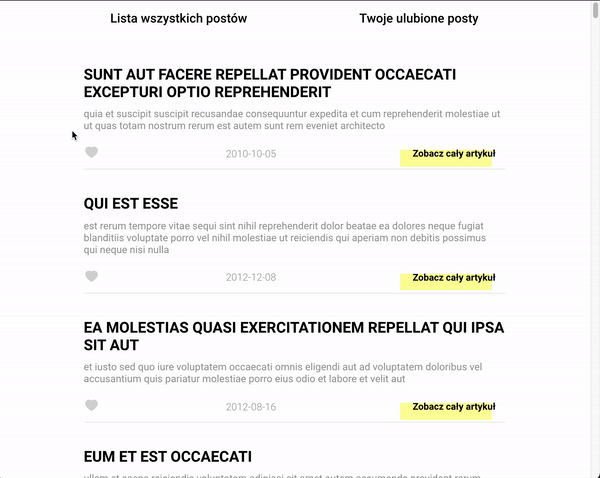 Lista wszystkich postów
Twoje ulubione posty
SUNT AUT FACERE REPELLAT PROVIDENT OCCAECATI
EXCEPTURI OPTIO REPREHENDERIT
quia et suscipit suscipit recusandae consequuntur expedita et cum reprehenderit molestiae ut
ut quas totam nostrum rerum est autem sunt rem eveniet architecto
2010-10-05
Zobacz cały artykuł
QUI EST ESSE
est rerum tempore vitae sequi sint nihil reprehenderit dolor beatae ea dolores neque fugiat
blanditiis voluptate porro vel nihil molestiae ut reiciendis qui aperiam non debitis possimus
qui neque nisi nulla
2012-12-08
Zobacz cały artykuł
EA MOLESTIAS QUASI EXERCITATIONEM REPELLAT QUI IPSA
SIT AUT
et iusto sed quo iure voluptatem occaecati omnis eligendi aut ad voluptatem doloribus vel
accusantium quis pariatur molestiae porro eius odio et labore et velit aut
2012-08-16
Zobacz cały artykuł
EUM ET EST OCCAECATI